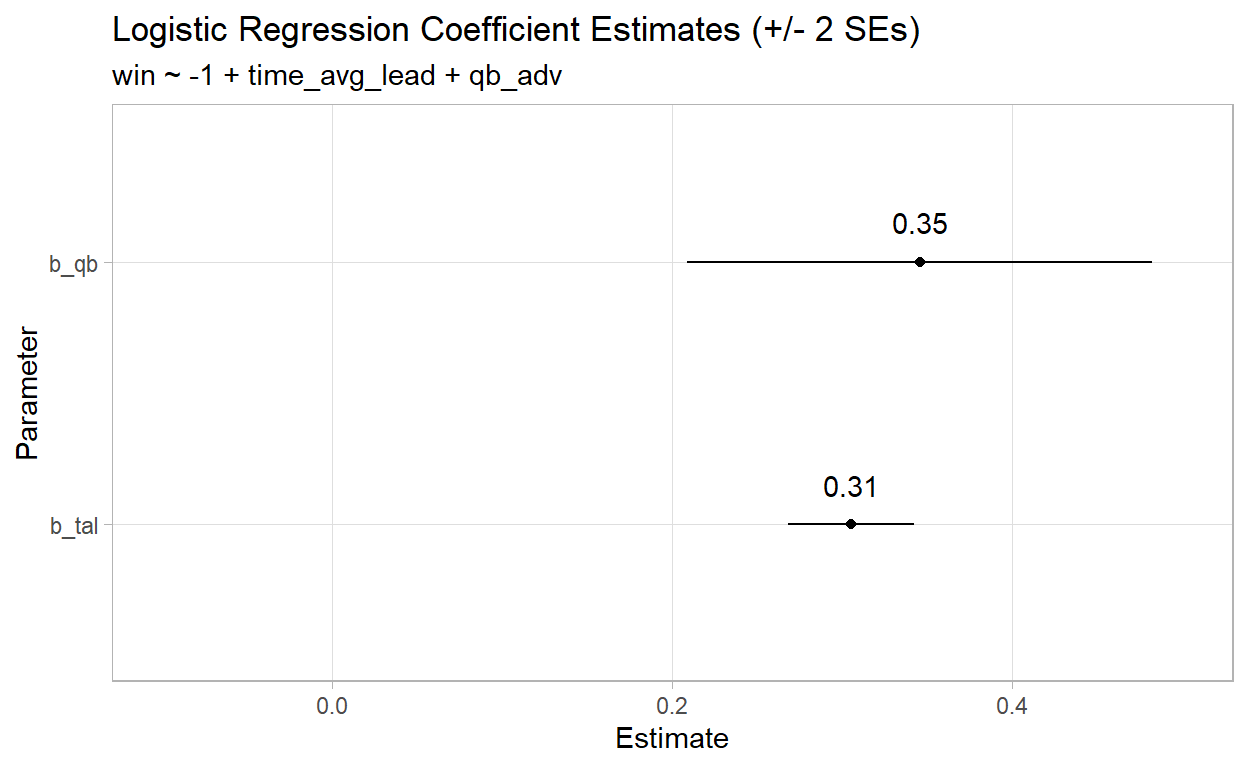 Logistic Regression Coefficient Estimates (+/- 2 SEs)
win ~ -1 + time_avg_lead + qb_adv
0.35
b_qb
Parameter
0.31
b_tal
0.0 0.2 0.4
Estimate